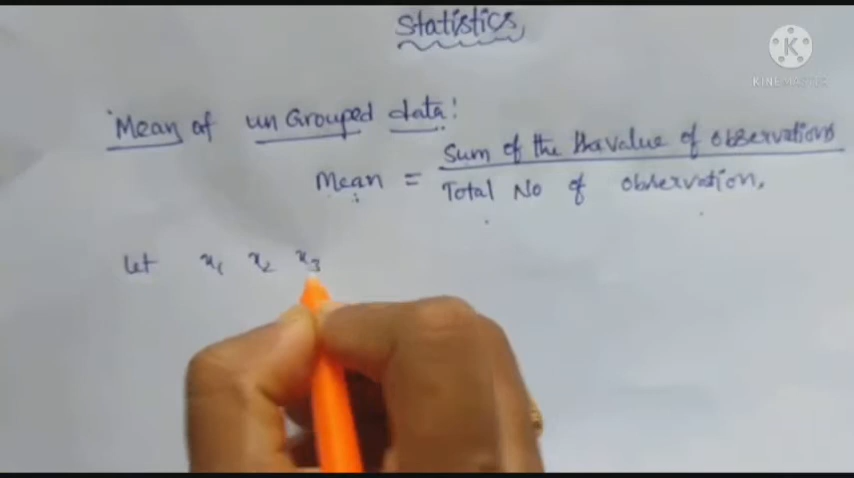 Statistics
K
KINEMASTER
Mean of un Grouped data:
Mean = Sum of the value of observations
Total No of observation.
Let x1 x2 x3